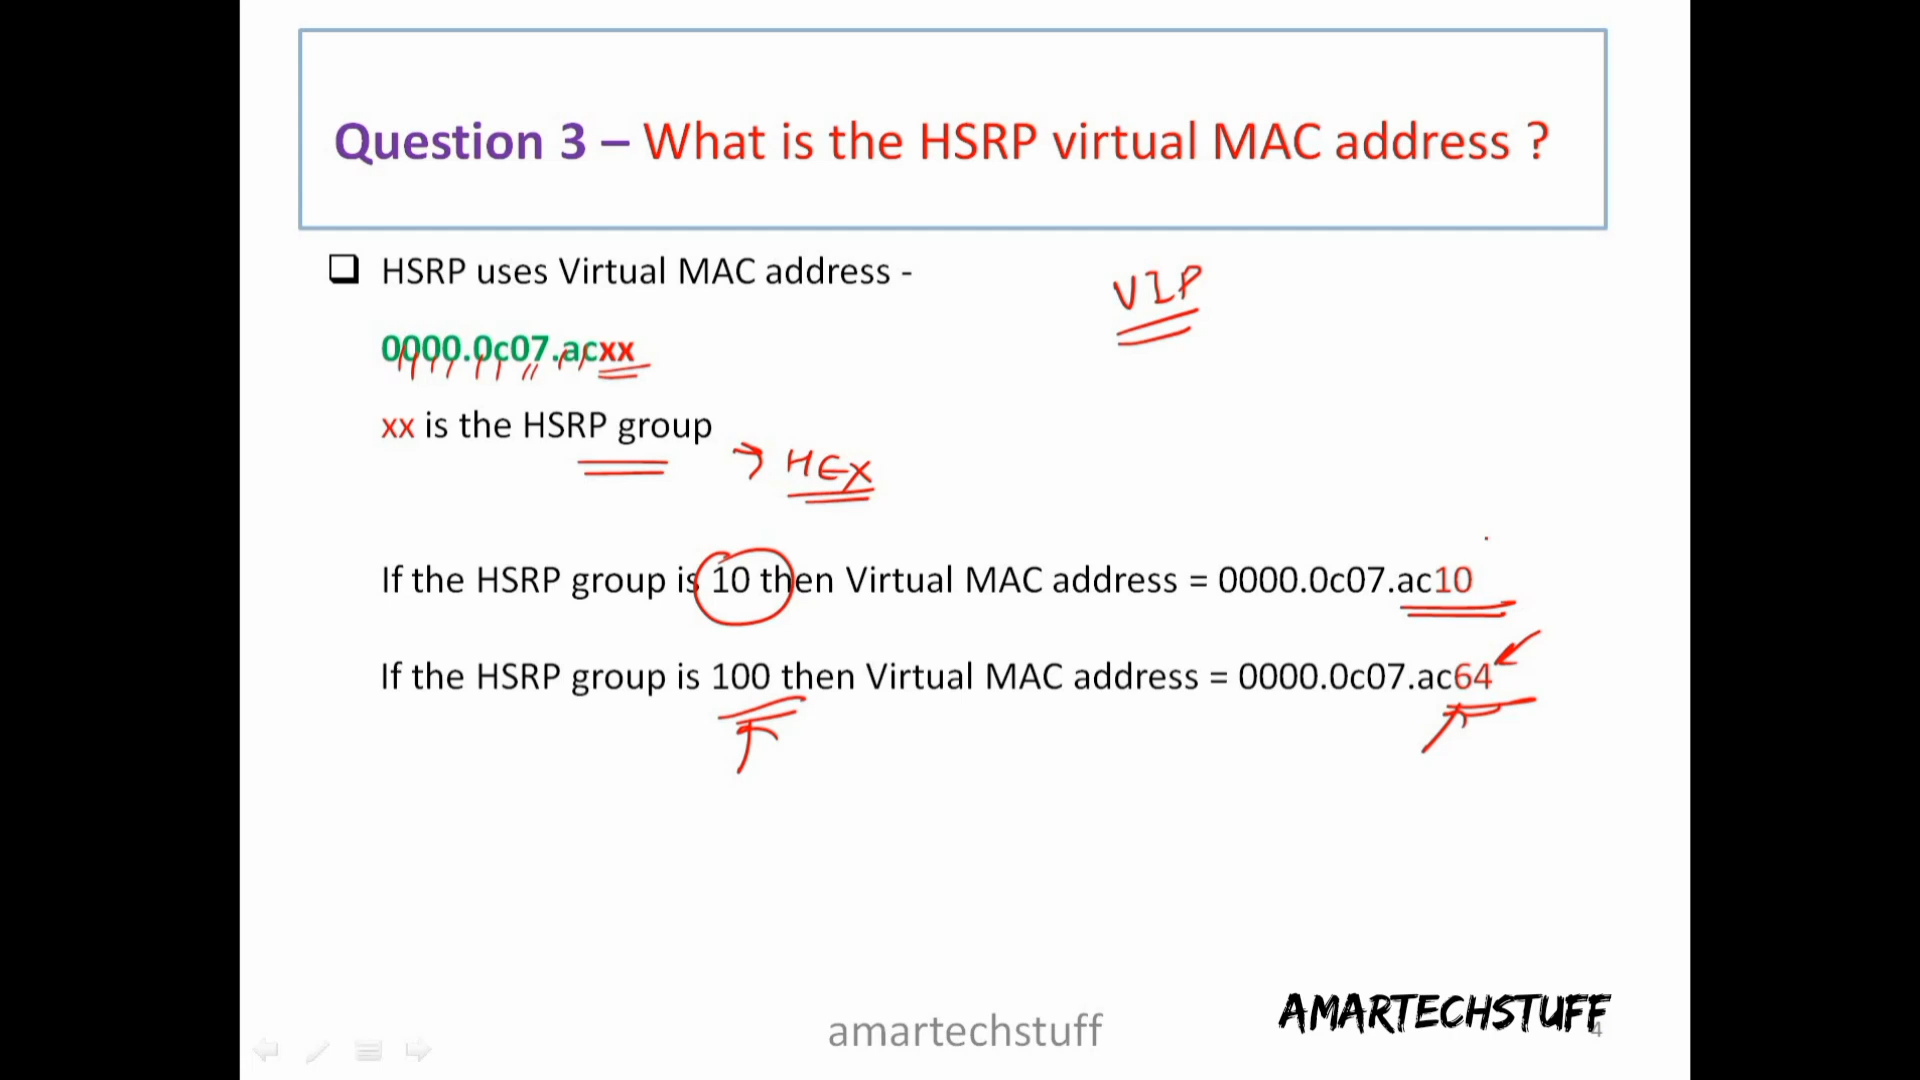 Question 3 – What is the HSRP virtual MAC address ?
HSRP uses Virtual MAC address -
VIP
0000.0c07.acxx
xx is the HSRP group
→ HEX
If the HSRP group is 10 then Virtual MAC address = 0000.0c07.ac10
If the HSRP group is 100 then Virtual MAC address = 0000.0c07.ac64
AMARTECHSTUFF
amartechstuff
4